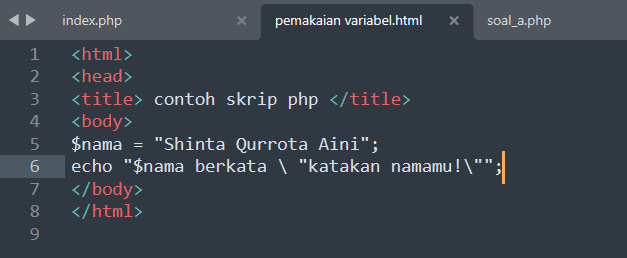 index.php × pemakaian variabel.html × soal_a.php
1 <html>
2 <head>
3 <title> contoh skrip php </title>
4 <body>
5 $nama = "Shinta Qurrota Aini";
6 echo "$nama berkata \ "katakan namamu!\"";
7 </body>
8 </html>
9